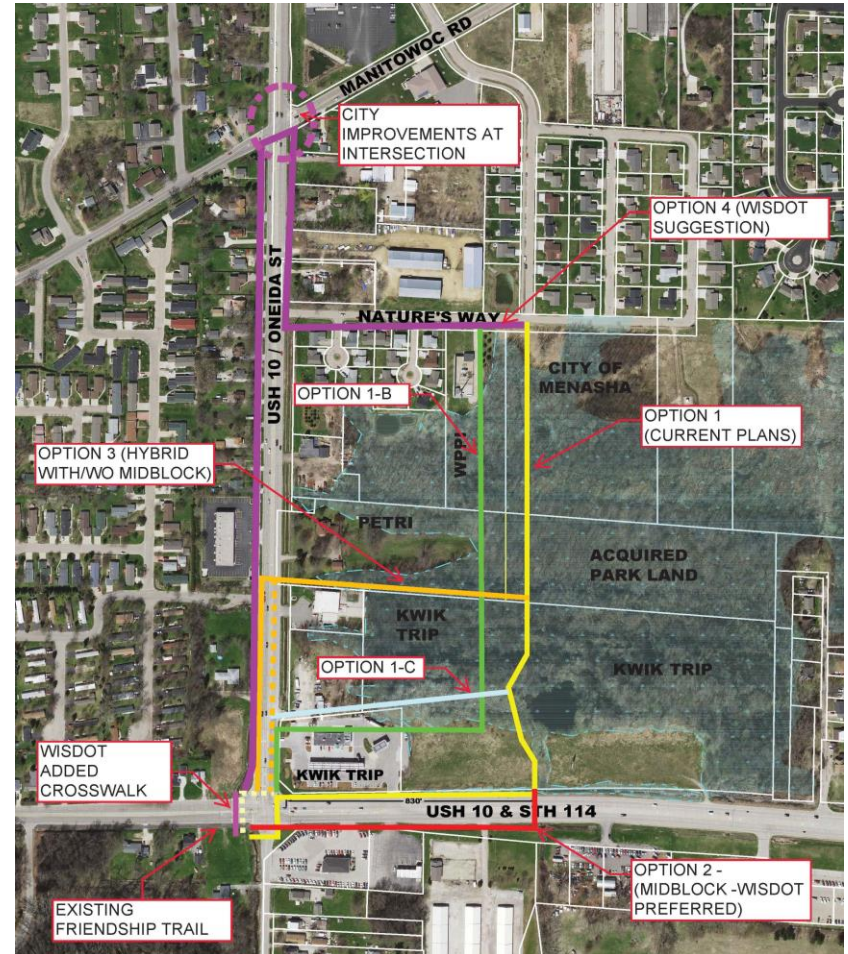 MANITOWOC RD
CITY
IMPROVEMENTS AT
INTERSECTION
OPTION 4 (WISDOT
SUGGESTION)
NATURE'S WAY
USH 10 / ONEIDA ST
OPTION 1-B
CITY OF
MENASHA
OPTION 1
(CURRENT PLANS)
OPTION 3 (HYBRID
WITH/WO MIDBLOCK)
WPPI
PETRI
ACQUIRED
PARK LAND
KWIK
TRIP
KWIK TRIP
OPTION 1-C
WISDOT
ADDED
CROSSWALK
KWIK TRIP
830'
USH 10 & STH 114
EXISTING
FRIENDSHIP TRAIL
OPTION 2 -
(MIDBLOCK -WISDOT
PREFERRED)